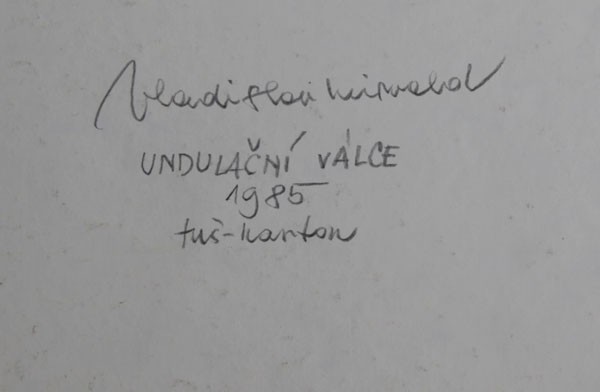 Vladislav Mirvald
UNDULAČNÍ VÁLCE
1985
tuš-karton